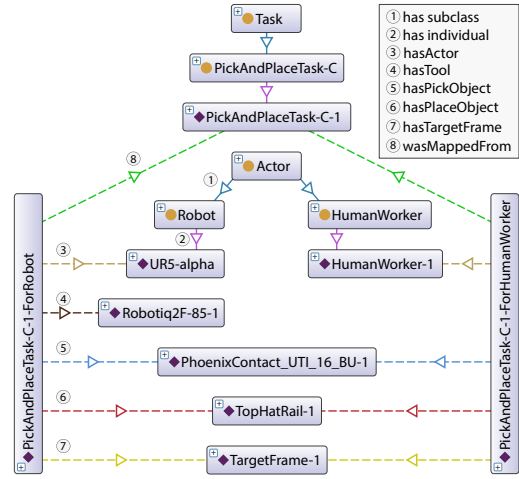 Task
PickAndPlaceTask-C
PickAndPlaceTask-C-1
1 has subclass
2 has individual
3 hasActor
4 hasTool
5 hasPickObject
6 hasPlaceObject
7 hasTargetFrame
8 wasMappedFrom
8
Actor
1
Robot
HumanWorker
2
3
UR5-alpha
HumanWorker-1
4
Robotiq2F-85-1
5
PhoenixContact_UTI_16_BU-1
6
TopHatRail-1
7
TargetFrame-1
PickAndPlaceTask-C-1-ForRobot
PickAndPlaceTask-C-1-ForHumanWorker